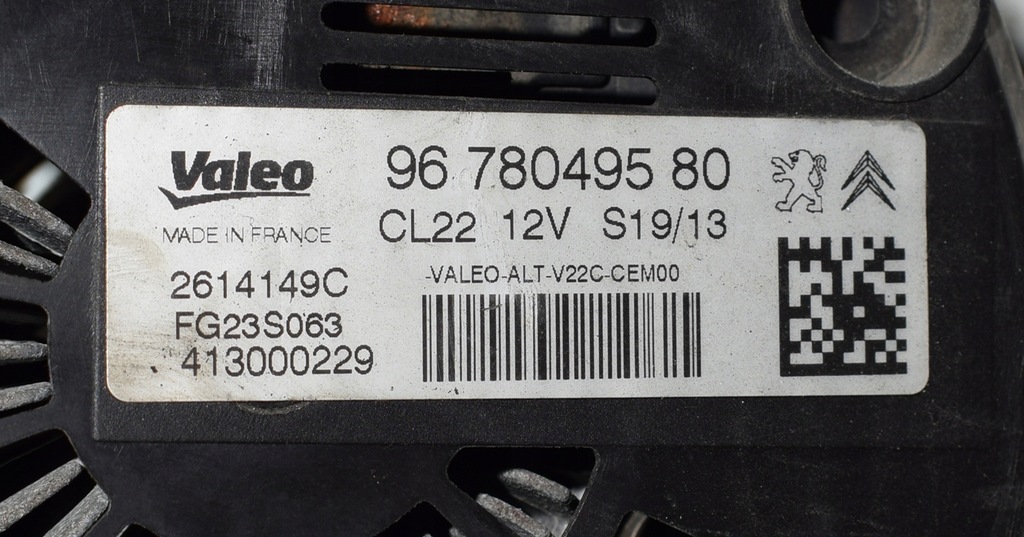 Valeo
MADE IN FRANCE
2614149C
FG23S063
413000229
96 780495 80
CL22 12V S19/13
-VALEO-ALT-V22C-CEM00